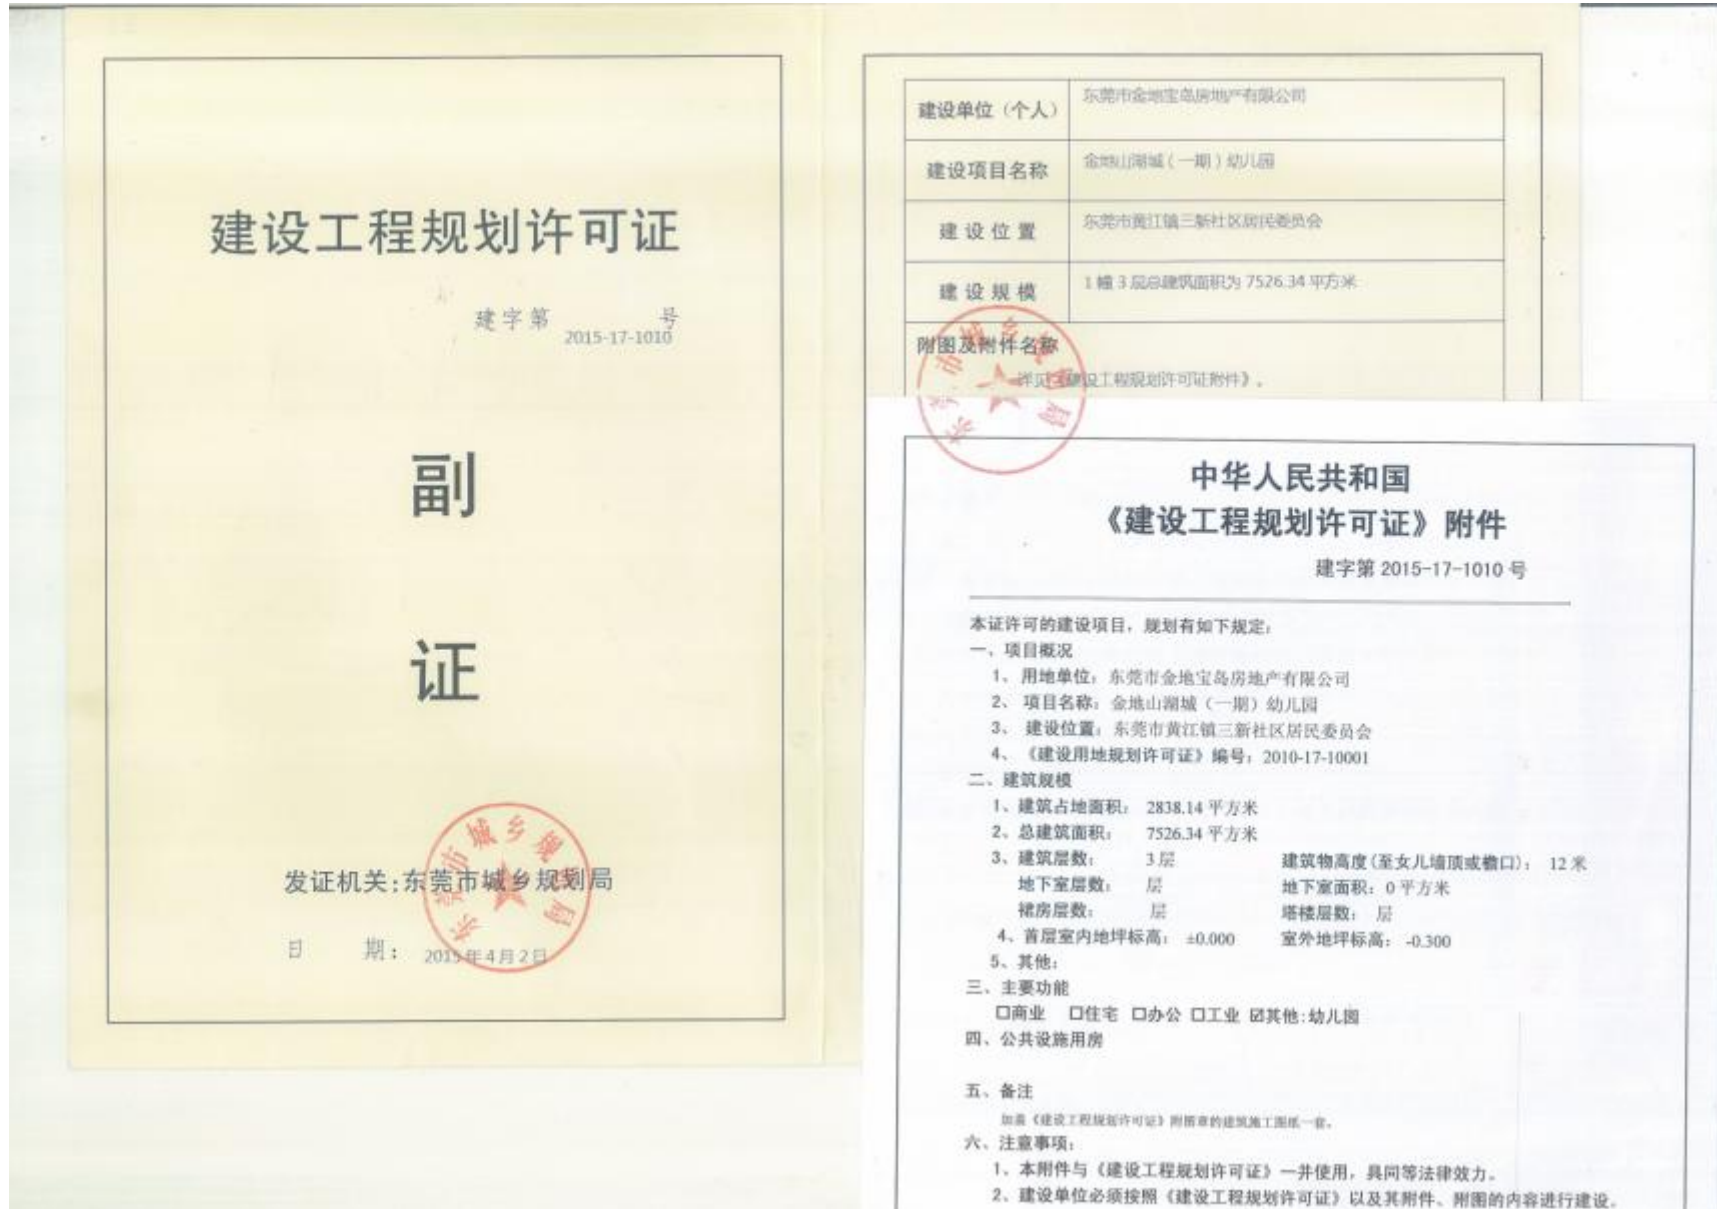 建设工程规划许可证
建字第 2015-17-1010 号
副
证
发证机关:东莞市城乡规划局
日 期: 2015年4月2日
建设单位（个人） 东莞市金地宝岛房地产有限公司
建设项目名称 金地山湖城（一期）幼儿园
建设位置 东莞市黄江镇三新社区居民委员会
建设规模 1幢3层总建筑面积为7526.34平方米
附图及附件名称
详见《建设工程规划许可证附件》。
中华人民共和国
《建设工程规划许可证》附件
建字第 2015-17-1010 号
本证许可的建设项目，规划有如下规定：
一、项目概况
1、用地单位：东莞市金地宝岛房地产有限公司
2、项目名称：金地山湖城（一期）幼儿园
3、建设位置：东莞市黄江镇三新社区居民委员会
4、《建设用地规划许可证》编号：2010-17-10001
二、建筑规模
1、建筑占地面积： 2838.14 平方米
2、总建筑面积： 7526.34 平方米
3、建筑层数： 3层 建筑物高度(至女儿墙顶或檐口)： 12米
地下室层数： 层 地下室面积：0平方米
裙房层数： 层 塔楼层数： 层
4、首层室内地坪标高： ±0.000 室外地坪标高： -0.300
5、其他：
三、主要功能
☐商业 ☐住宅 ☐办公 ☐工业 ☑其他:幼儿园
四、公共设施用房
五、备注
加盖《建设工程规划许可证》附图章的建筑施工图纸一套。
六、注意事项：
1、本附件与《建设工程规划许可证》一并使用，具同等法律效力。
2、建设单位必须按照《建设工程规划许可证》以及其附件、附图的内容进行建设。